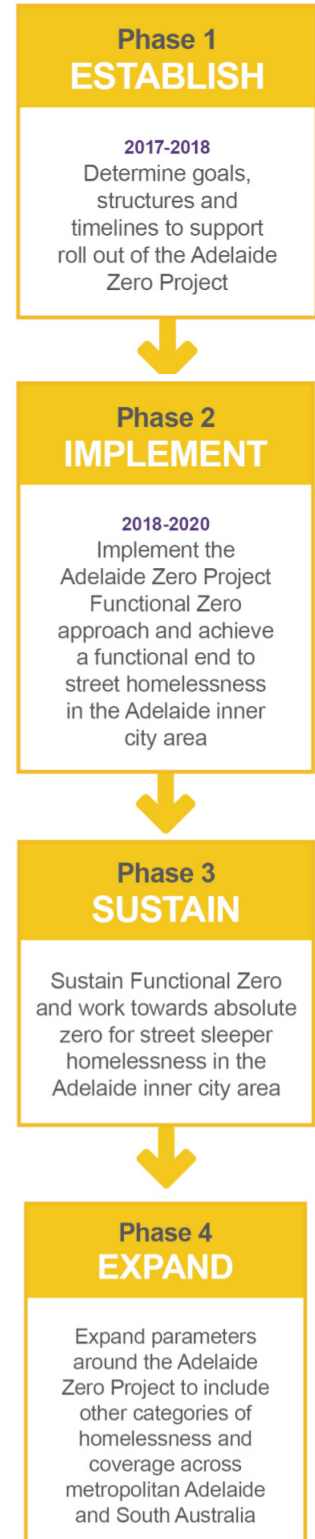 Phase 1
ESTABLISH
2017-2018
Determine goals,
structures and
timelines to support
roll out of the Adelaide
Zero Project
Phase 2
IMPLEMENT
2018-2020
Implement the
Adelaide Zero Project
Functional Zero
approach and achieve
a functional end to
street homelessness
in the Adelaide inner
city area
Phase 3
SUSTAIN
Sustain Functional Zero
and work towards absolute
zero for street sleeper
homelessness in the
Adelaide inner city area
Phase 4
EXPAND
Expand parameters
around the Adelaide
Zero Project to include
other categories of
homelessness and
coverage across
metropolitan Adelaide
and South Australia